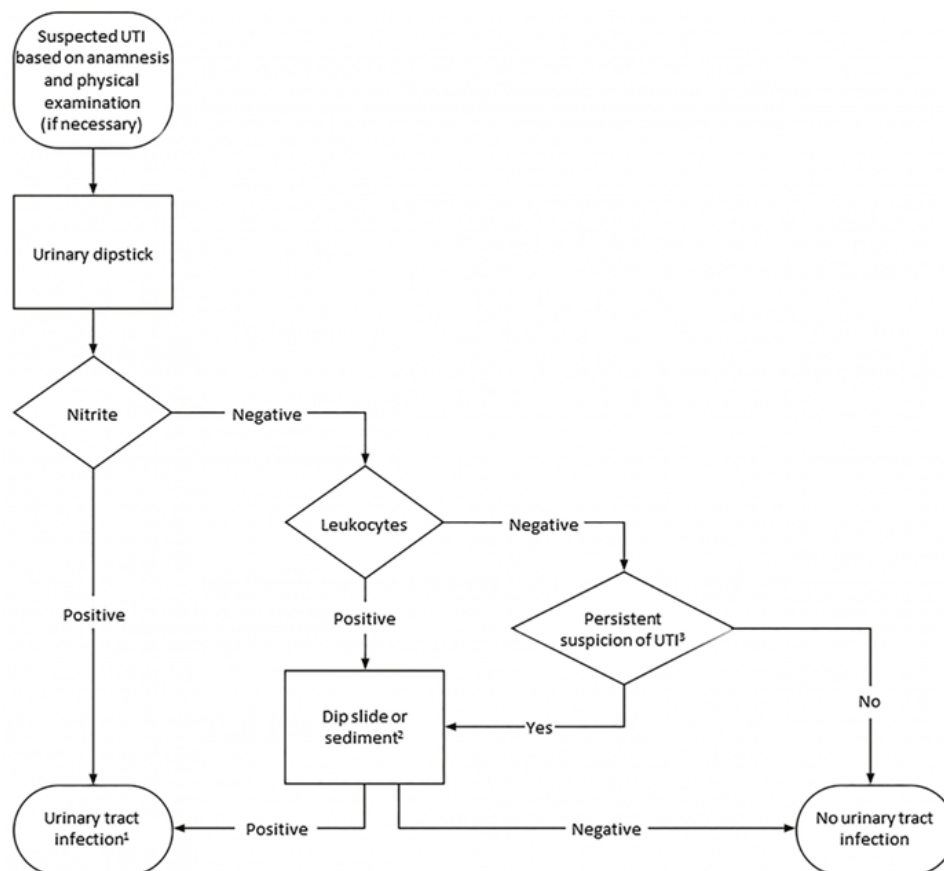 Suspected UTI
based on anamnesis
and physical
examination
(if necessary)
Urinary dipstick
Nitrite
Negative
Leukocytes
Negative
Positive
Positive
Persistent
suspicion of UTI³
No
Dip slide or
sediment²
Yes
Urinary tract
infection¹
Positive
Negative
No urinary tract
infection